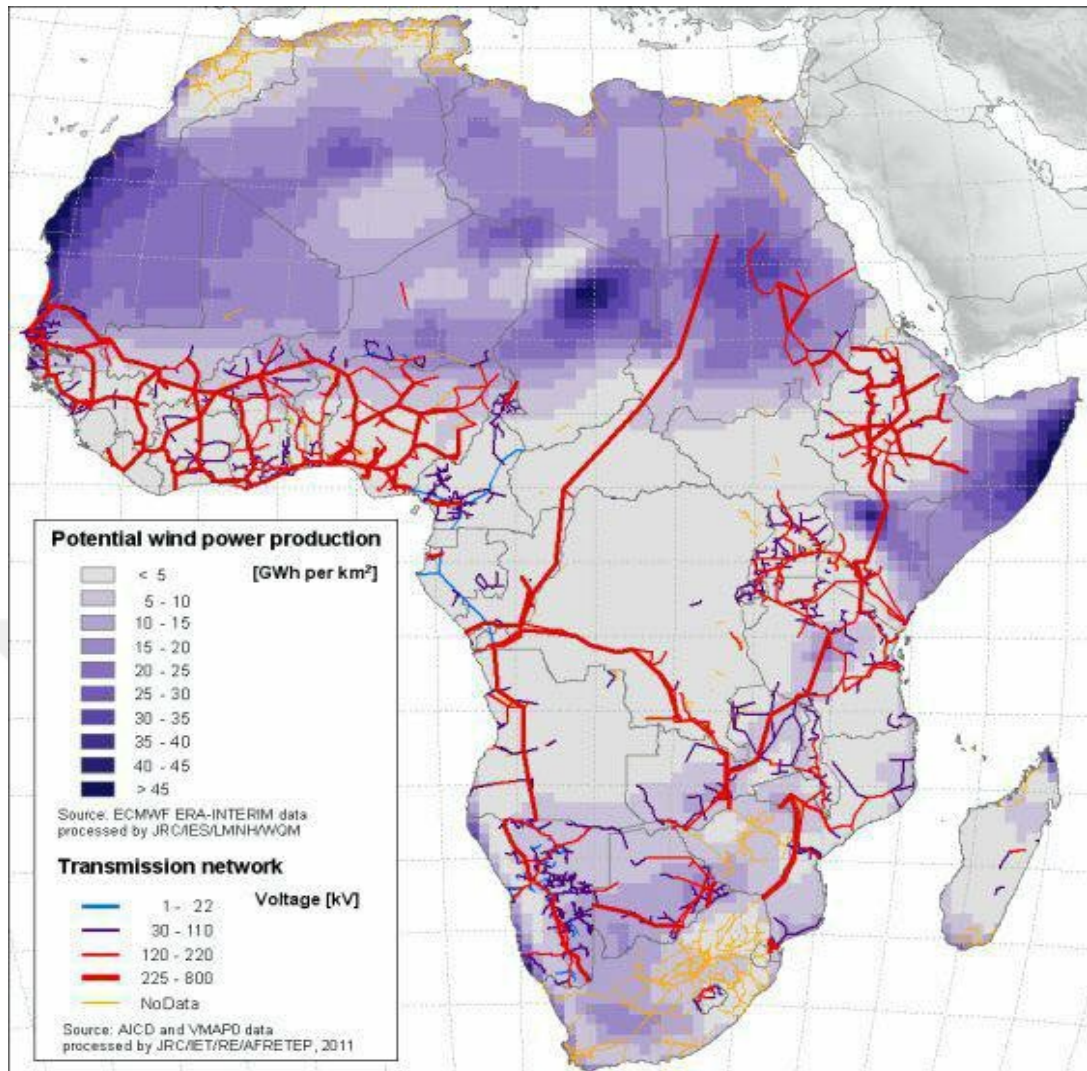 Potential wind power production
[GWh per km²]
< 5
5 - 10
10 - 15
15 - 20
20 - 25
25 - 30
30 - 35
35 - 40
40 - 45
> 45
Source: ECMWF ERA-INTERIM data
processed by JRC/IES/LMNH/WQM
Transmission network
Voltage [kV]
1 - 22
30 - 110
120 - 220
225 - 800
NoData
Source: AICD and VMAP0 data
processed by JRC/IET/RE/AFRETEP, 2011